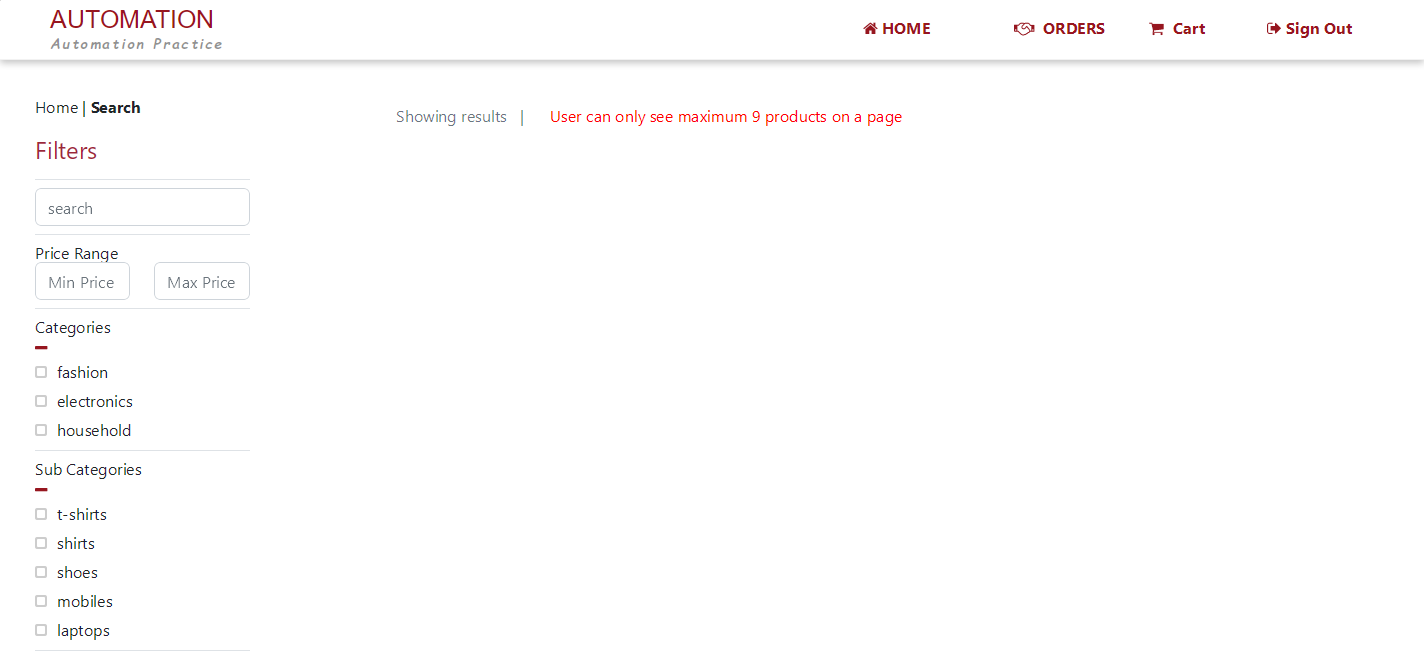 AUTOMATION
Automation Practice
HOME
ORDERS
Cart
Sign Out
Home | Search
Showing results | User can only see maximum 9 products on a page
Filters
search
Price Range
Min Price
Max Price
Categories
fashion
electronics
household
Sub Categories
t-shirts
shirts
shoes
mobiles
laptops